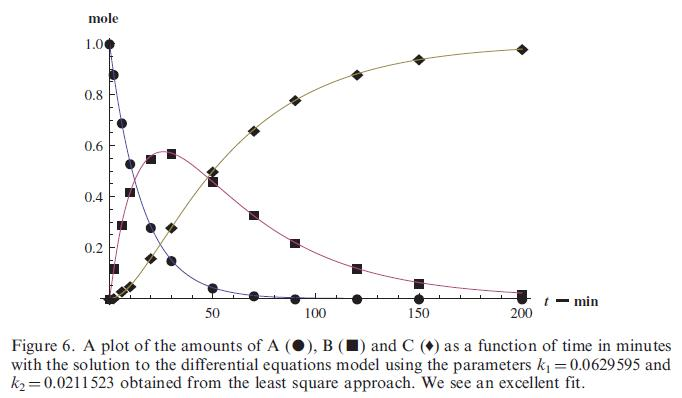 mole
1.0
0.8
0.6
0.4
0.2
50 100 150 200 t — min
Figure 6. A plot of the amounts of A (●), B (■) and C (♦) as a function of time in minutes
with the solution to the differential equations model using the parameters k₁ = 0.0629595 and
k₂ = 0.0211523 obtained from the least square approach. We see an excellent fit.